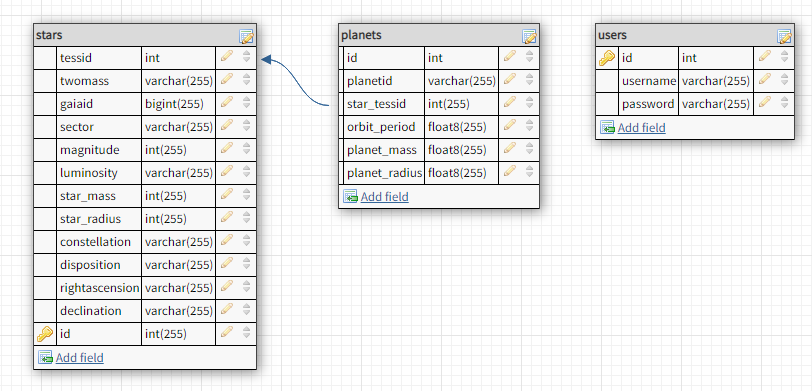 stars
tessid int
twomass varchar(255)
gaiaid bigint(255)
sector varchar(255)
magnitude int(255)
luminosity varchar(255)
star_mass int(255)
star_radius int(255)
constellation varchar(255)
disposition varchar(255)
rightascension varchar(255)
declination varchar(255)
id int(255)
Add field
planets
id int
planetid varchar(255)
star_tessid int(255)
orbit_period float8(255)
planet_mass float8(255)
planet_radius float8(255)
Add field
users
id int
username varchar(255)
password varchar(255)
Add field